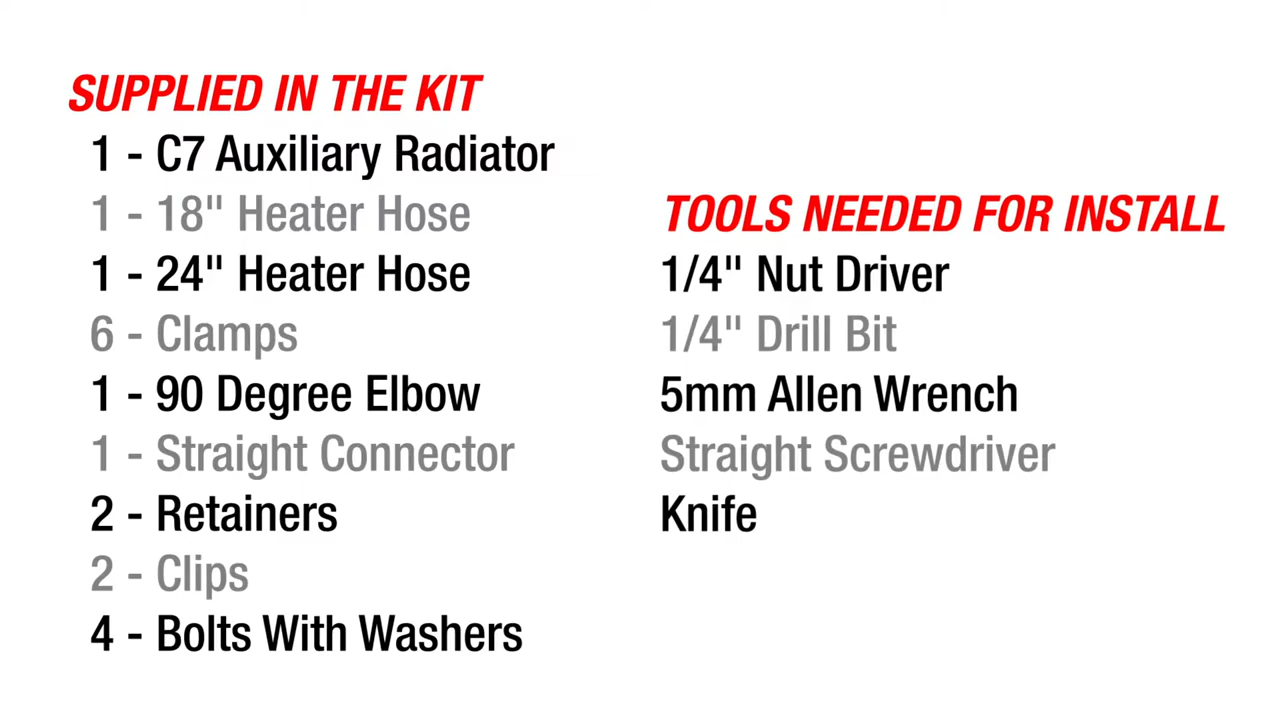 SUPPLIED IN THE KIT
1 - C7 Auxiliary Radiator
1 - 18" Heater Hose
1 - 24" Heater Hose
6 - Clamps
1 - 90 Degree Elbow
1 - Straight Connector
2 - Retainers
2 - Clips
4 - Bolts With Washers
TOOLS NEEDED FOR INSTALL
1/4" Nut Driver
1/4" Drill Bit
5mm Allen Wrench
Straight Screwdriver
Knife